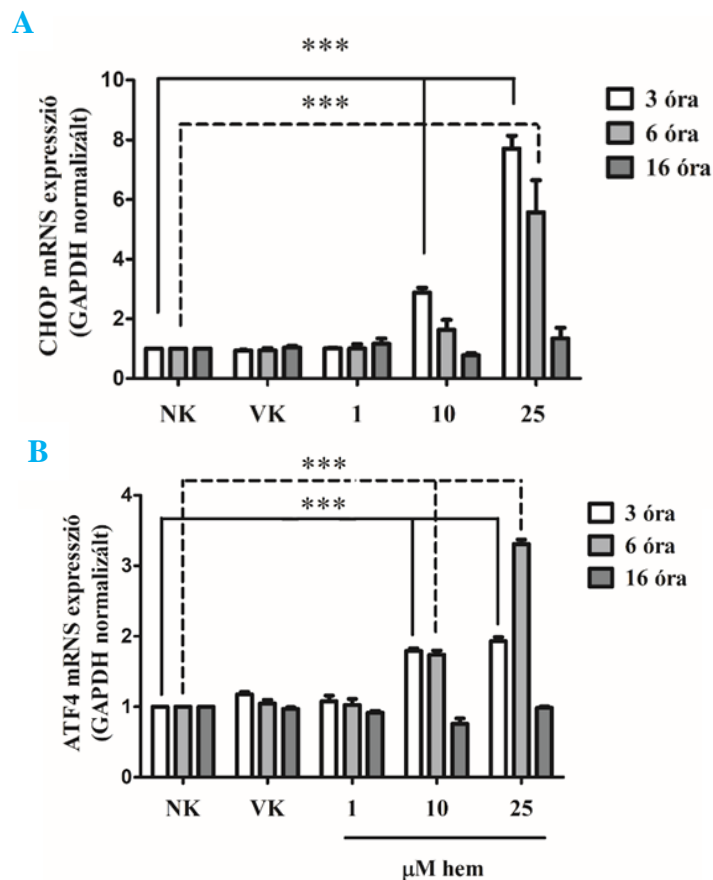 A
***
***
CHOP mRNS expresszió
(GAPDH normalizált)
10
8
6
4
2
0
3 óra
6 óra
16 óra
NK VK 1 10 25
B
***
***
ATF4 mRNS expresszió
(GAPDH normalizált)
4
3
2
1
0
3 óra
6 óra
16 óra
NK VK 1 10 25
μM hem